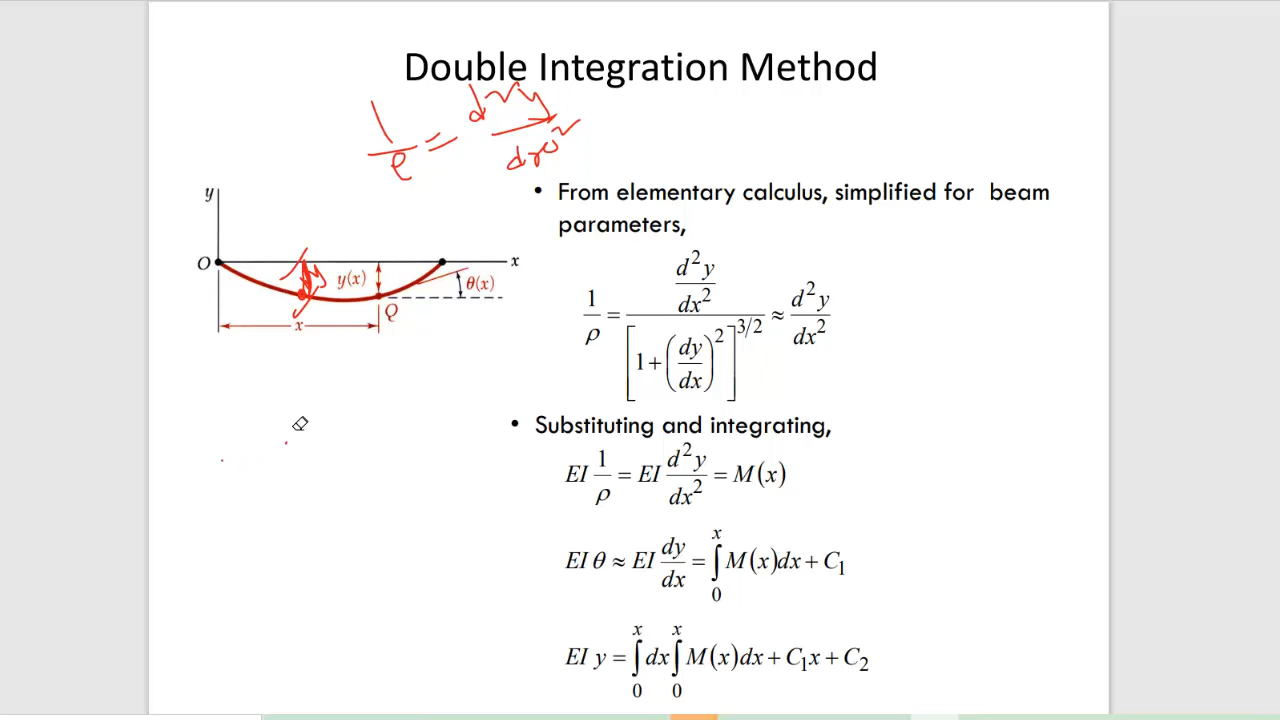 Double Integration Method
1/ρ = d²y/dx²
• From elementary calculus, simplified for beam
parameters,
1/ρ = (d²y/dx²) / [1 + (dy/dx)²]^3/2 ≈ d²y/dx²
y
O
x
y(x)
θ(x)
y
x
Q
• Substituting and integrating,
EI 1/ρ = EI d²y/dx² = M(x)
EI θ ≈ EI dy/dx = ∫₀ˣ M(x)dx + C₁
EI y = ∫₀ˣ dx ∫₀ˣ M(x)dx + C₁x + C₂